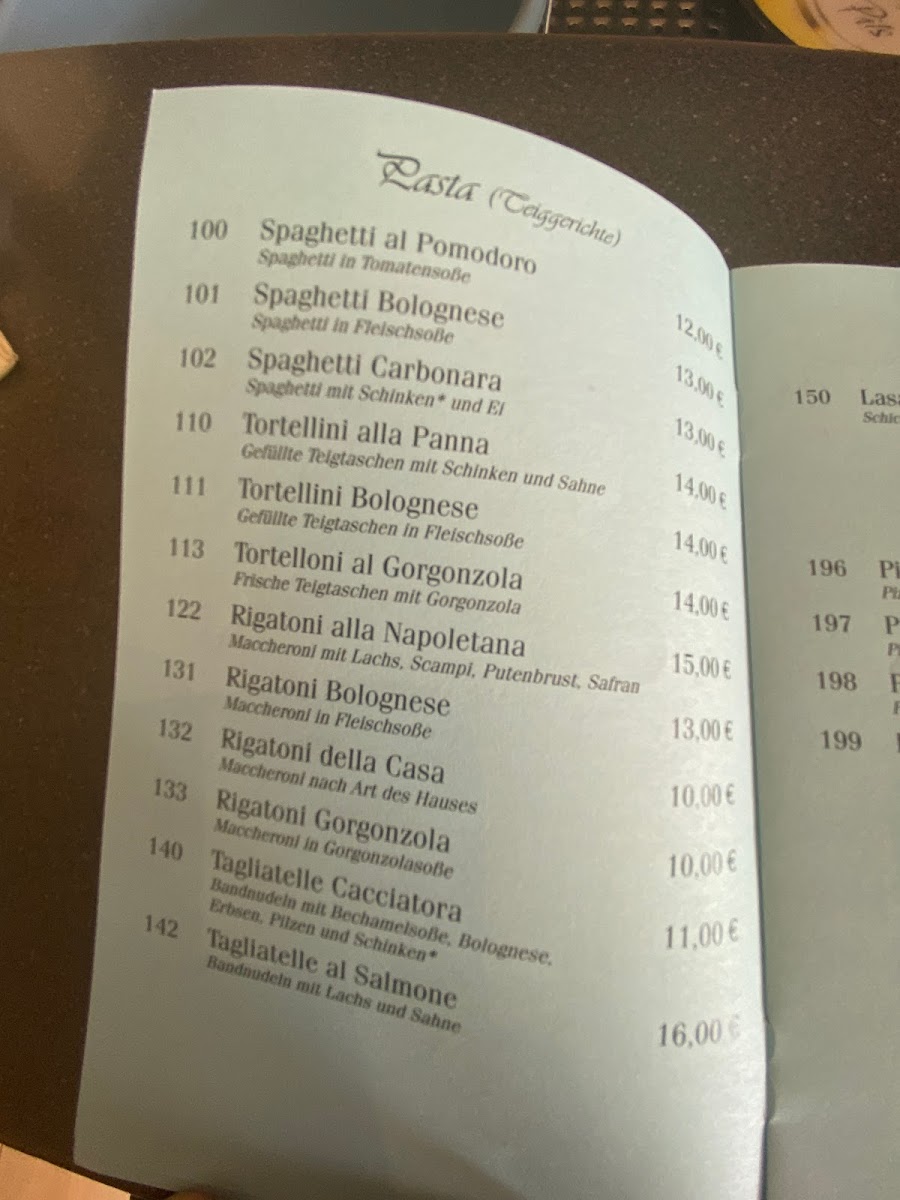 Pils
Pasta (Teiggerichte)
100 Spaghetti al Pomodoro 12,00 €
Spaghetti in Tomatensoße
101 Spaghetti Bolognese 13,00 €
Spaghetti in Fleischsoße
102 Spaghetti Carbonara 13,00 €
Spaghetti mit Schinken* und Ei
110 Tortellini alla Panna 14,00 €
Gefüllte Teigtaschen mit Schinken und Sahne
111 Tortellini Bolognese 14,00 €
Gefüllte Teigtaschen in Fleischsoße
113 Tortelloni al Gorgonzola 14,00 €
Frische Teigtaschen mit Gorgonzola
122 Rigatoni alla Napoletana 15,00 €
Maccheroni mit Lachs, Scampi, Putenbrust, Safran
131 Rigatoni Bolognese 13,00 €
Maccheroni in Fleischsoße
132 Rigatoni della Casa 10,00 €
Maccheroni nach Art des Hauses
133 Rigatoni Gorgonzola 10,00 €
Maccheroni in Gorgonzolasoße
140 Tagliatelle Cacciatora 11,00 €
Bandnudeln mit Bechamelsoße, Bolognese,
Erbsen, Pilzen und Schinken*
142 Tagliatelle al Salmone 16,00 €
Bandnudeln mit Lachs und Sahne
150 Las
Schic
196 Pi
197 P
198
199